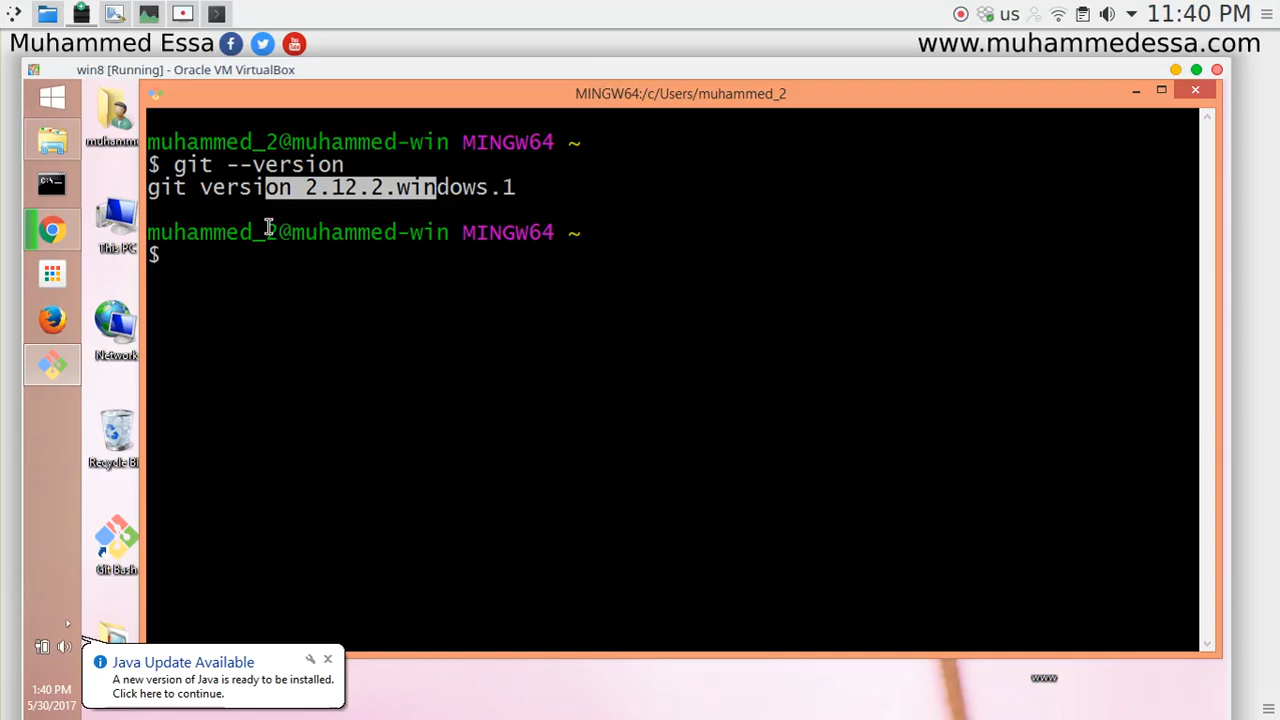 us
11:40 PM
Muhammed Essa
www.muhammedessa.com
win8 [Running] - Oracle VM VirtualBox
MINGW64:/c/Users/muhammed_2
muhammed_2@muhammed-win MINGW64 ~
$ git --version
git version 2.12.2.windows.1
muhammed_2@muhammed-win MINGW64 ~
$
This PC
Network
Git Bash
Java Update Available
A new version of Java is ready to be installed.
Click here to continue.
www
1:40 PM
5/30/2017